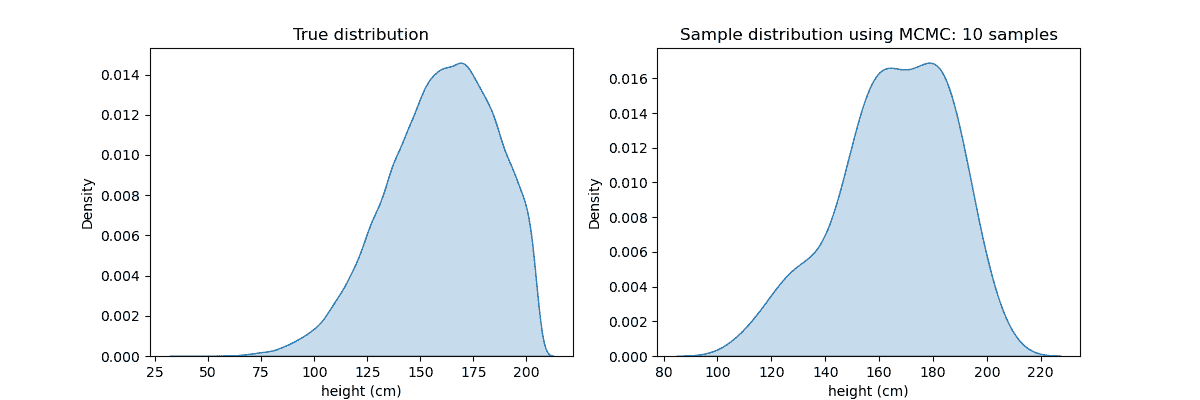 True distribution
Density
0.014
0.012
0.010
0.008
0.006
0.004
0.002
0.000
25 50 75 100 125 150 175 200
height (cm)
Sample distribution using MCMC: 10 samples
Density
0.016
0.014
0.012
0.010
0.008
0.006
0.004
0.002
0.000
80 100 120 140 160 180 200 220
height (cm)